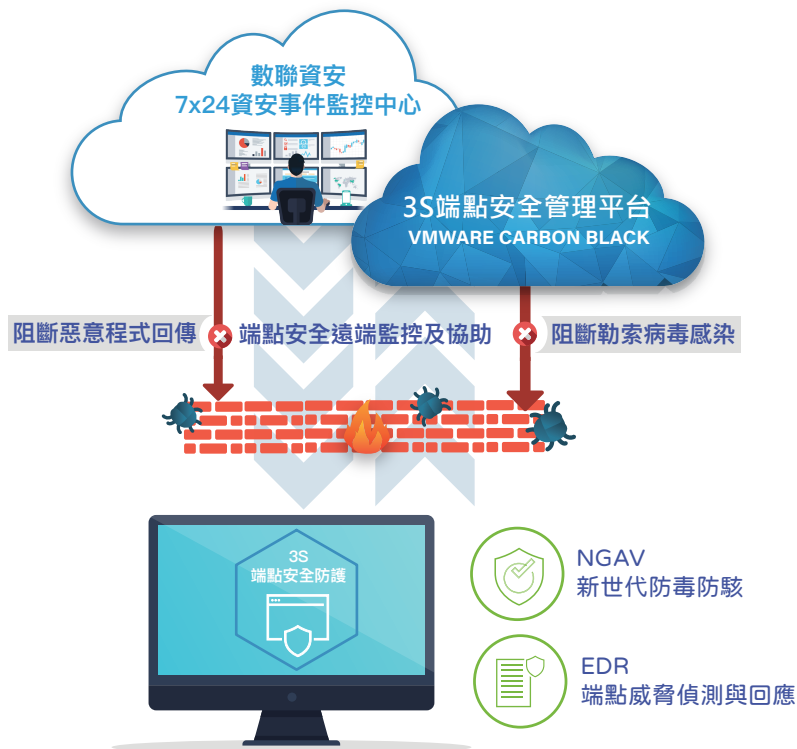 數聯資安
7x24資安事件監控中心
3S端點安全管理平台
VMWARE CARBON BLACK
阻斷惡意程式回傳
端點安全遠端監控及協助
阻斷勒索病毒感染
3S
端點安全防護
NGAV
新世代防毒防駭
EDR
端點威脅偵測與回應